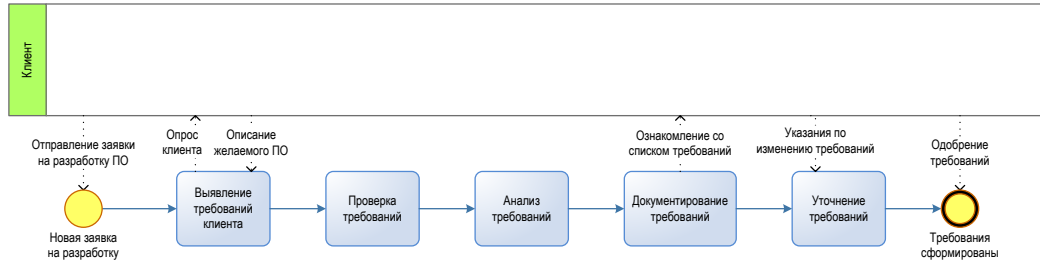 Клиент
Отправление заявки
на разработку ПО
Опрос
клиента
Описание
желаемого ПО
Ознакомление со
списком требований
Указания по
изменению требований
Одобрение
требований
Выявление
требований
клиента
Проверка
требований
Анализ
требований
Документирование
требований
Уточнение
требований
Новая заявка
на разработку
Требования
сформированы